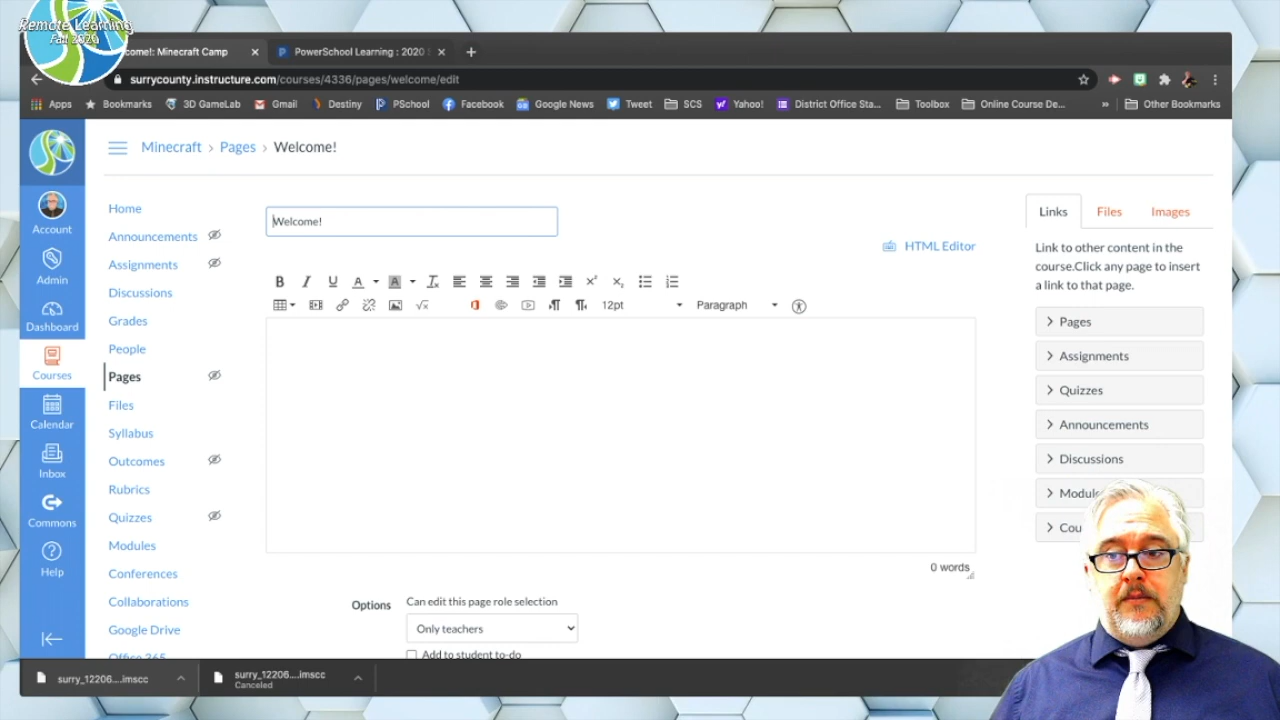 Remote Learning
Fall 2020
come!: Minecraft Camp
PowerSchool Learning : 2020
surrycounty.instructure.com/courses/4336/pages/welcome/edit
Apps
Bookmarks
3D GameLab
Gmail
Destiny
PSchool
Facebook
Google News
Tweet
SCS
Yahoo!
District Office Sta...
Toolbox
Online Course De...
»
Other Bookmarks
Minecraft › Pages › Welcome!
Account
Admin
Dashboard
Courses
Calendar
Inbox
Commons
Help
Home
Announcements
Assignments
Discussions
Grades
People
Pages
Files
Syllabus
Outcomes
Rubrics
Quizzes
Modules
Conferences
Collaborations
Google Drive
Office 365
Welcome!
HTML Editor
B I U A A
12pt
Paragraph
0 words
Options
Can edit this page role selection
Only teachers
Add to student to-do
Links
Files
Images
Link to other content in the
course.Click any page to insert
a link to that page.
Pages
Assignments
Quizzes
Announcements
Discussions
Modul
Cou
surry_12206....imscc
surry_12206....imscc
Canceled